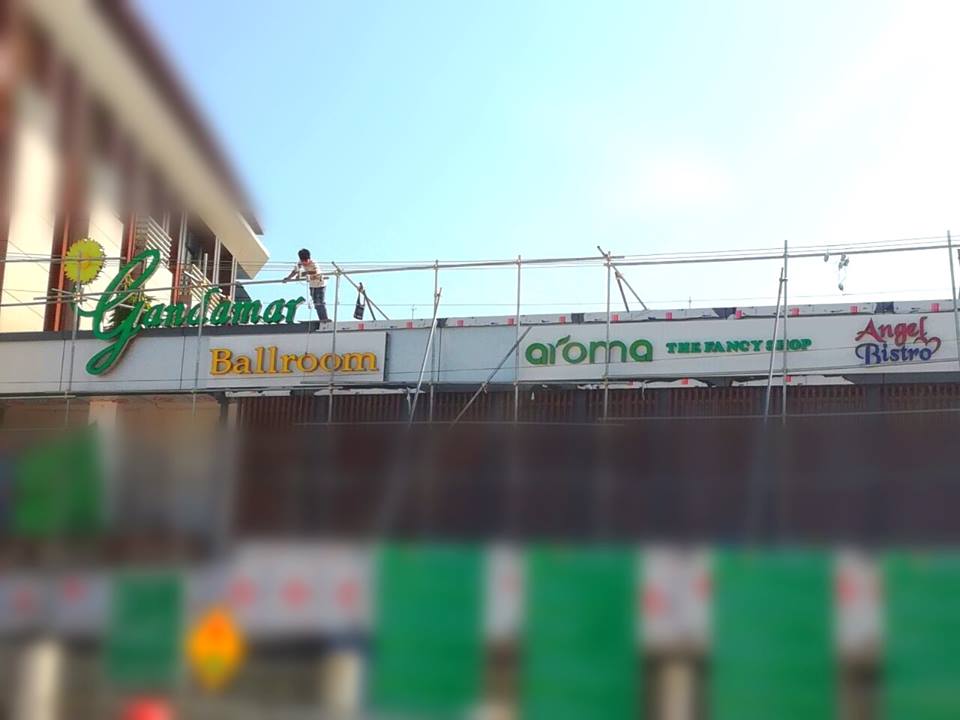 Gandamar
Ballroom
aroma THE FANCY SHOP
Angel
Bistro